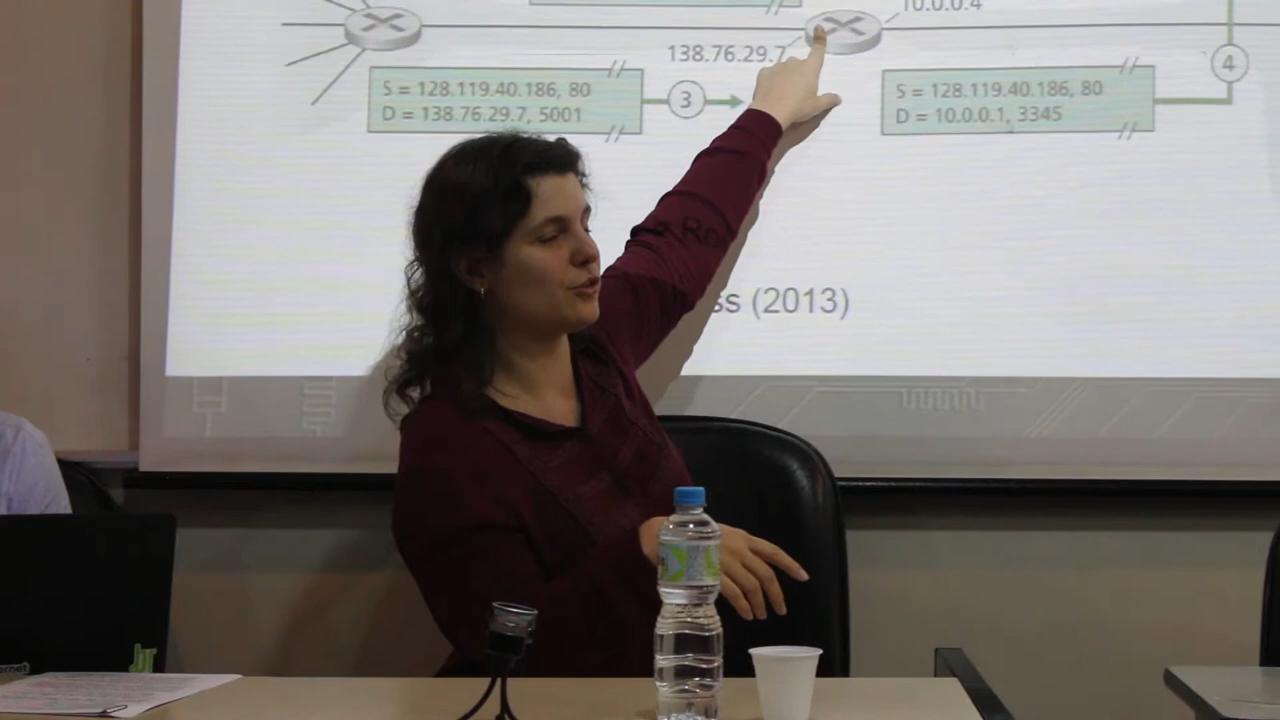 10.0.0.4
138.76.29.7
4
S = 128.119.40.186, 80
D = 138.76.29.7, 5001
3
S = 128.119.40.186, 80
D = 10.0.0.1, 3345
ss (2013)
ernet